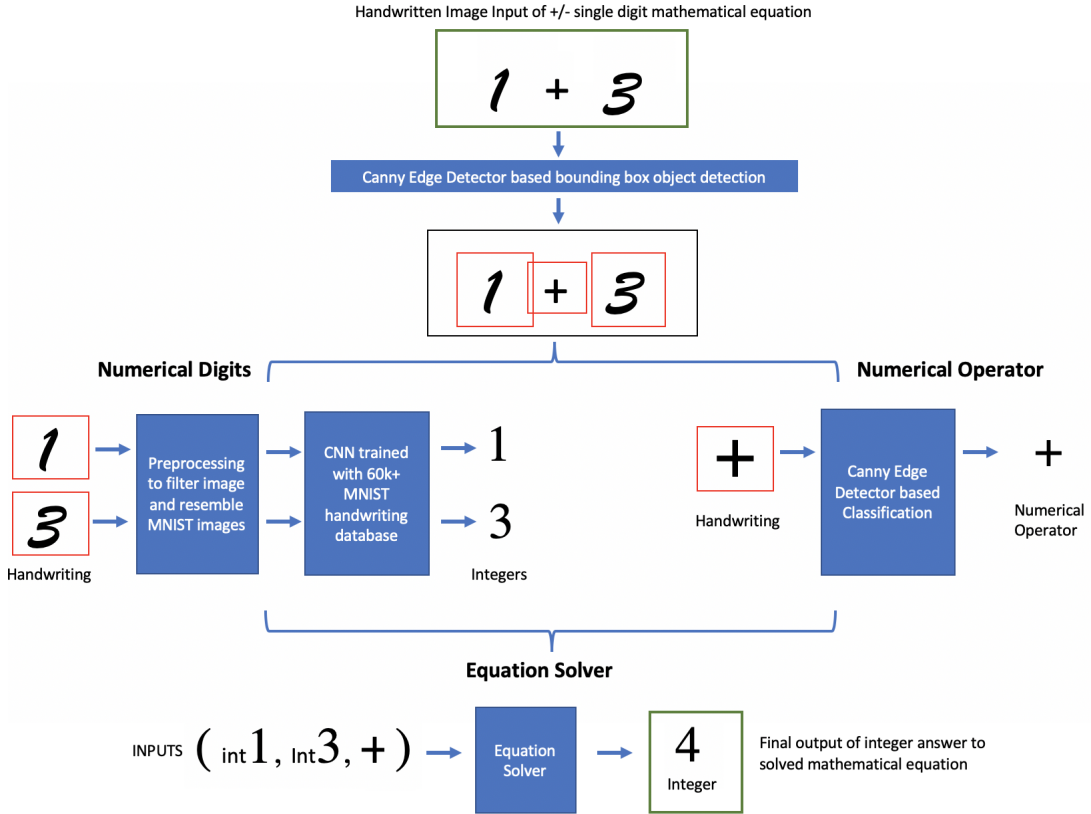 Handwritten Image Input of +/- single digit mathematical equation
1 + 3
Canny Edge Detector based bounding box object detection
1 + 3
Numerical Digits
Numerical Operator
1
3
Handwriting
Preprocessing
to filter image
and resemble
MNIST images
CNN trained
with 60k+
MNIST
handwriting
database
1
3
Integers
+
Handwriting
Canny Edge
Detector based
Classification
+
Numerical
Operator
Equation Solver
INPUTS ( int1, Int3, + )
Equation
Solver
4
Integer
Final output of integer answer to
solved mathematical equation